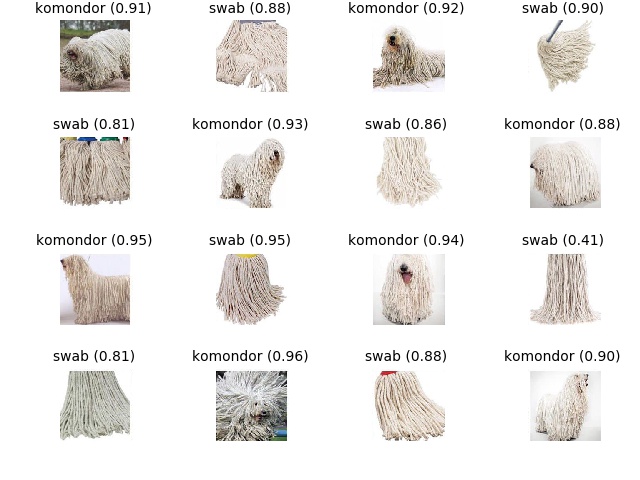 komondor (0.91) swab (0.88) komondor (0.92) swab (0.90)
swab (0.81) komondor (0.93) swab (0.86) komondor (0.88)
komondor (0.95) swab (0.95) komondor (0.94) swab (0.41)
swab (0.81) komondor (0.96) swab (0.88) komondor (0.90)